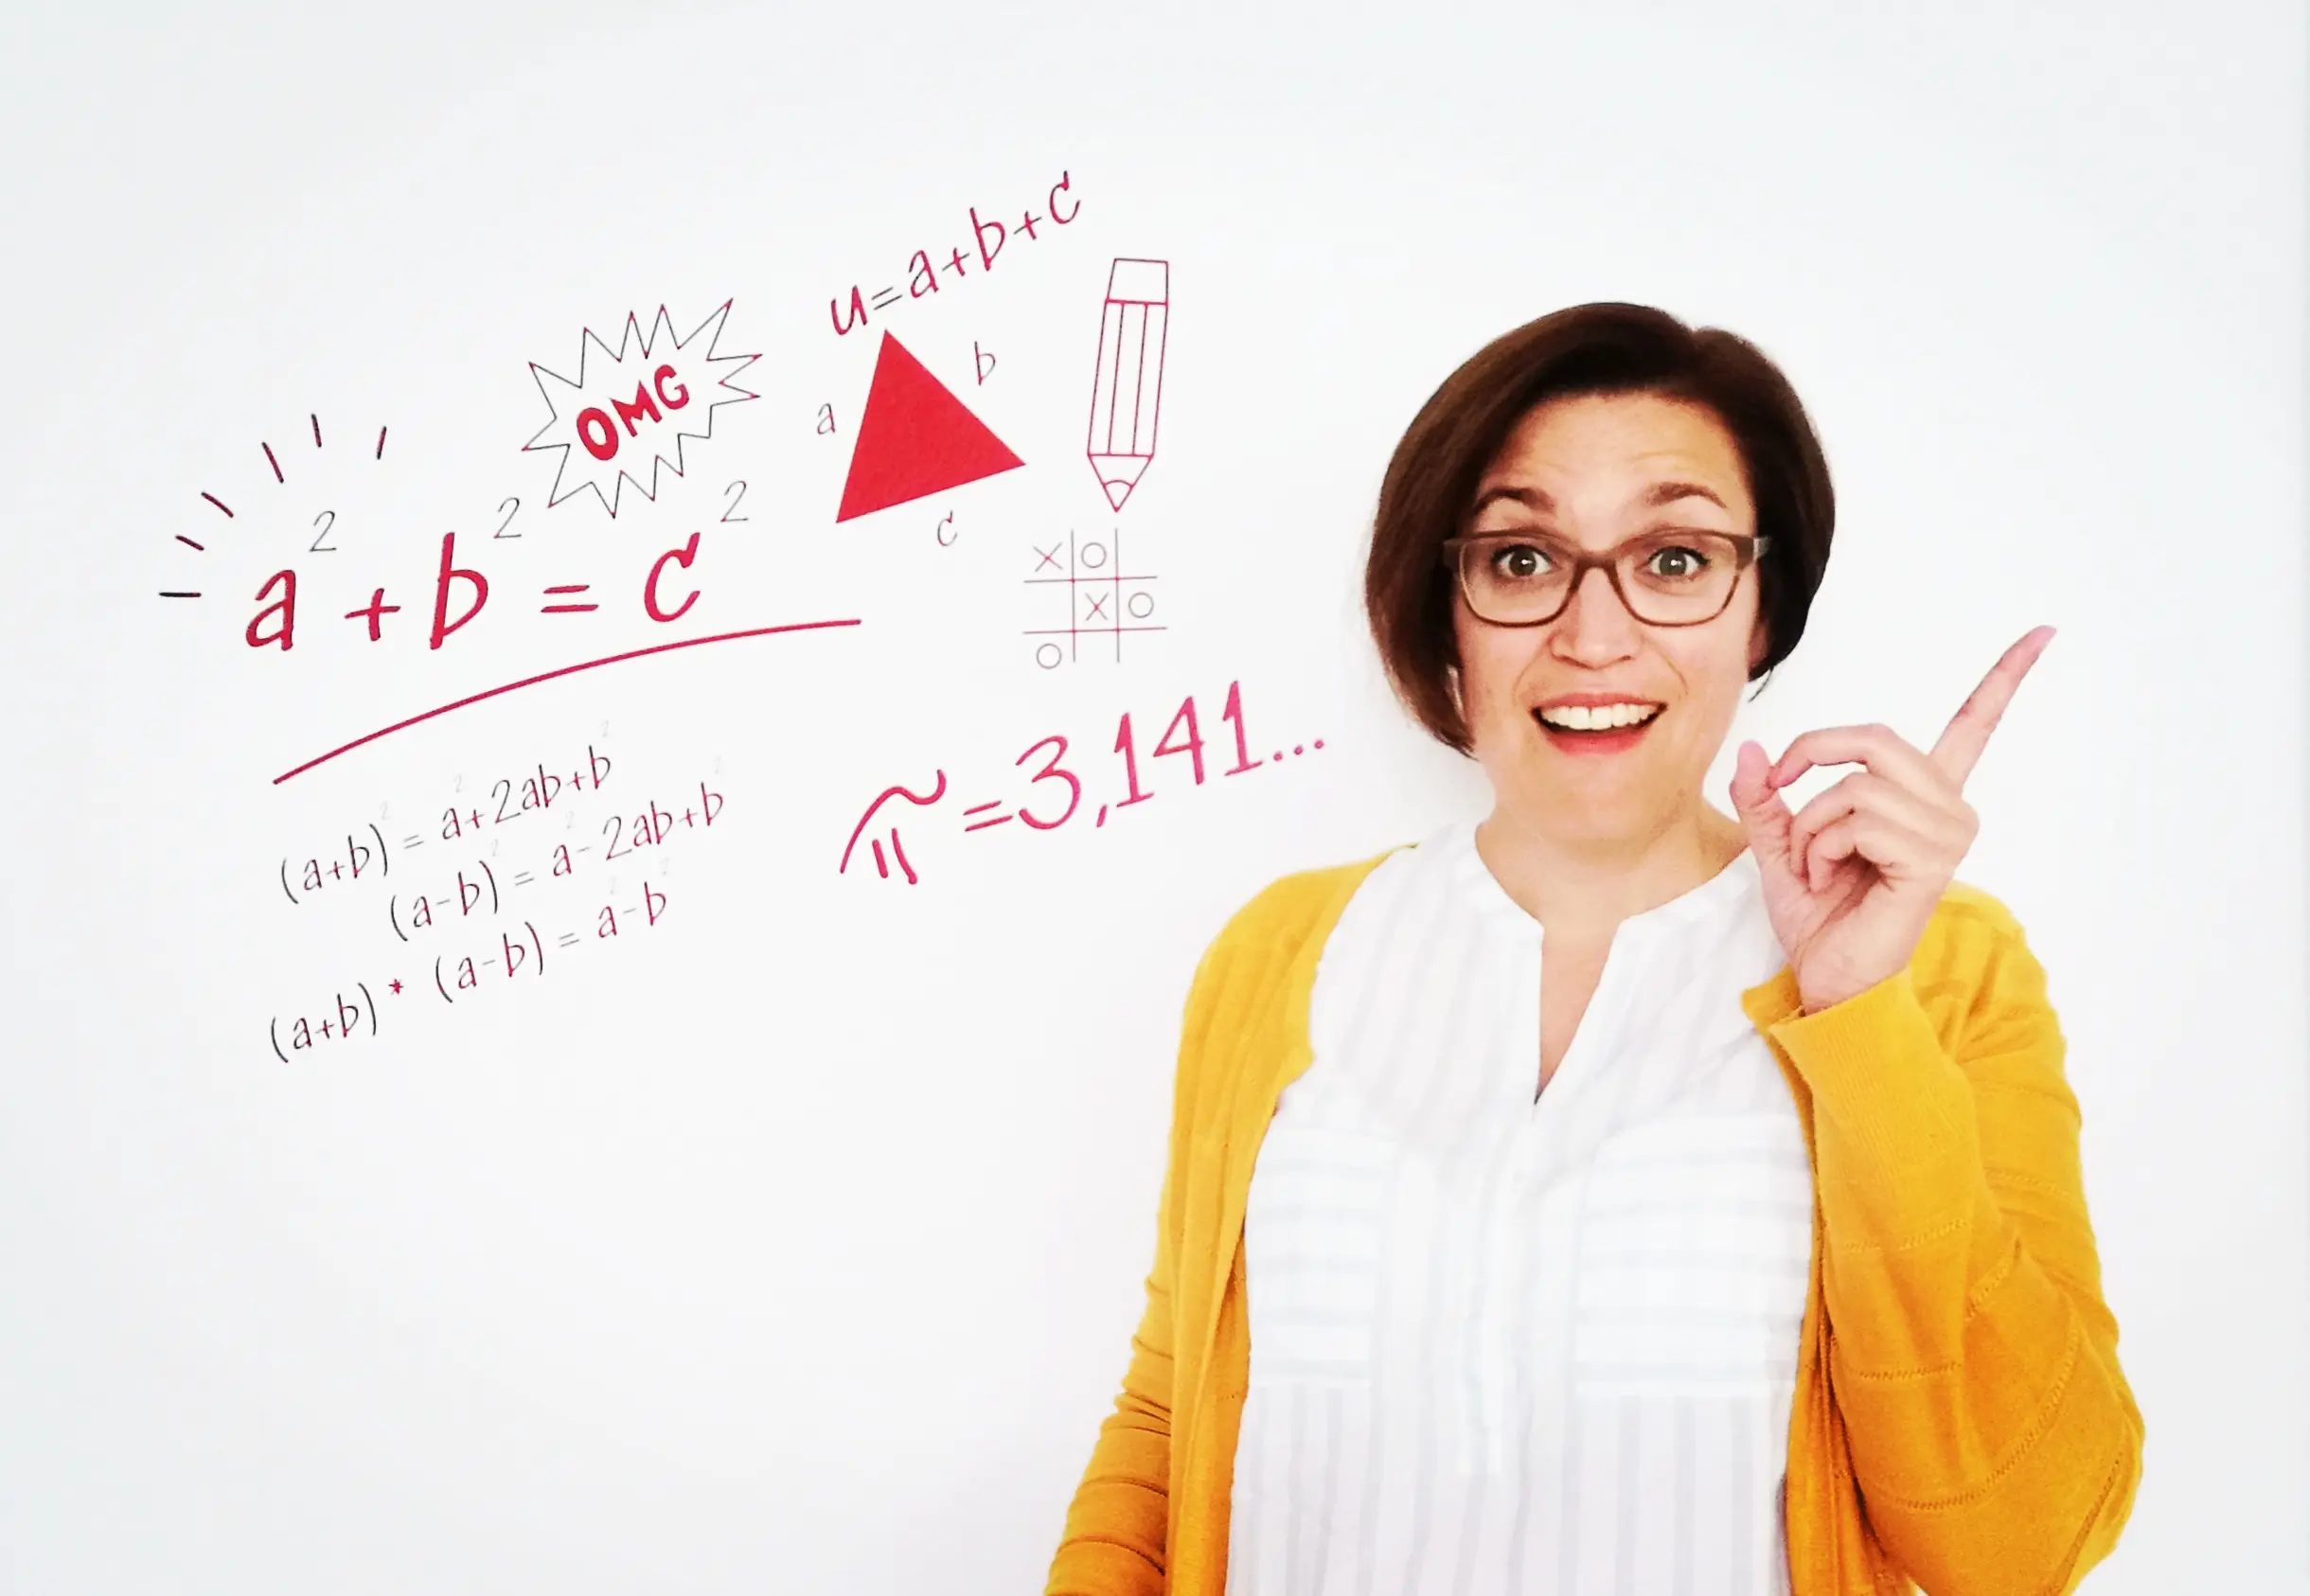 u=a+b+c
OMG
a
b
c
a² + b² = c²
X O
X O
O
π=3,141...
(a+b)² = a²+2ab+b²
(a-b)² = a²-2ab+b²
(a+b) * (a-b) = a²-b²